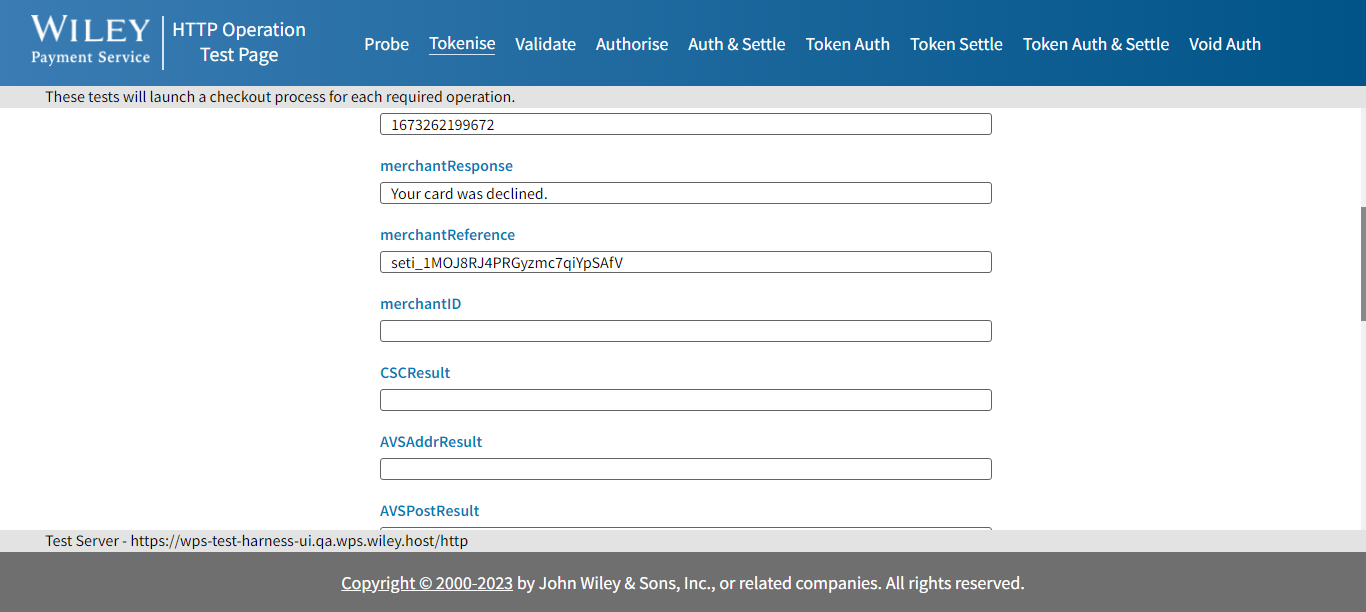 WILEY
Payment Service
HTTP Operation
Test Page
Probe Tokenise Validate Authorise Auth & Settle Token Auth Token Settle Token Auth & Settle Void Auth
These tests will launch a checkout process for each required operation.
1673262199672
merchantResponse
Your card was declined.
merchantReference
seti_1MOJ8RJ4PRGyzmc7qiYpSAfV
merchantID
CSCResult
AVSAddrResult
AVSPostResult
Test Server - https://wps-test-harness-ui.qa.wps.wiley.host/http
Copyright © 2000-2023 by John Wiley & Sons, Inc., or related companies. All rights reserved.